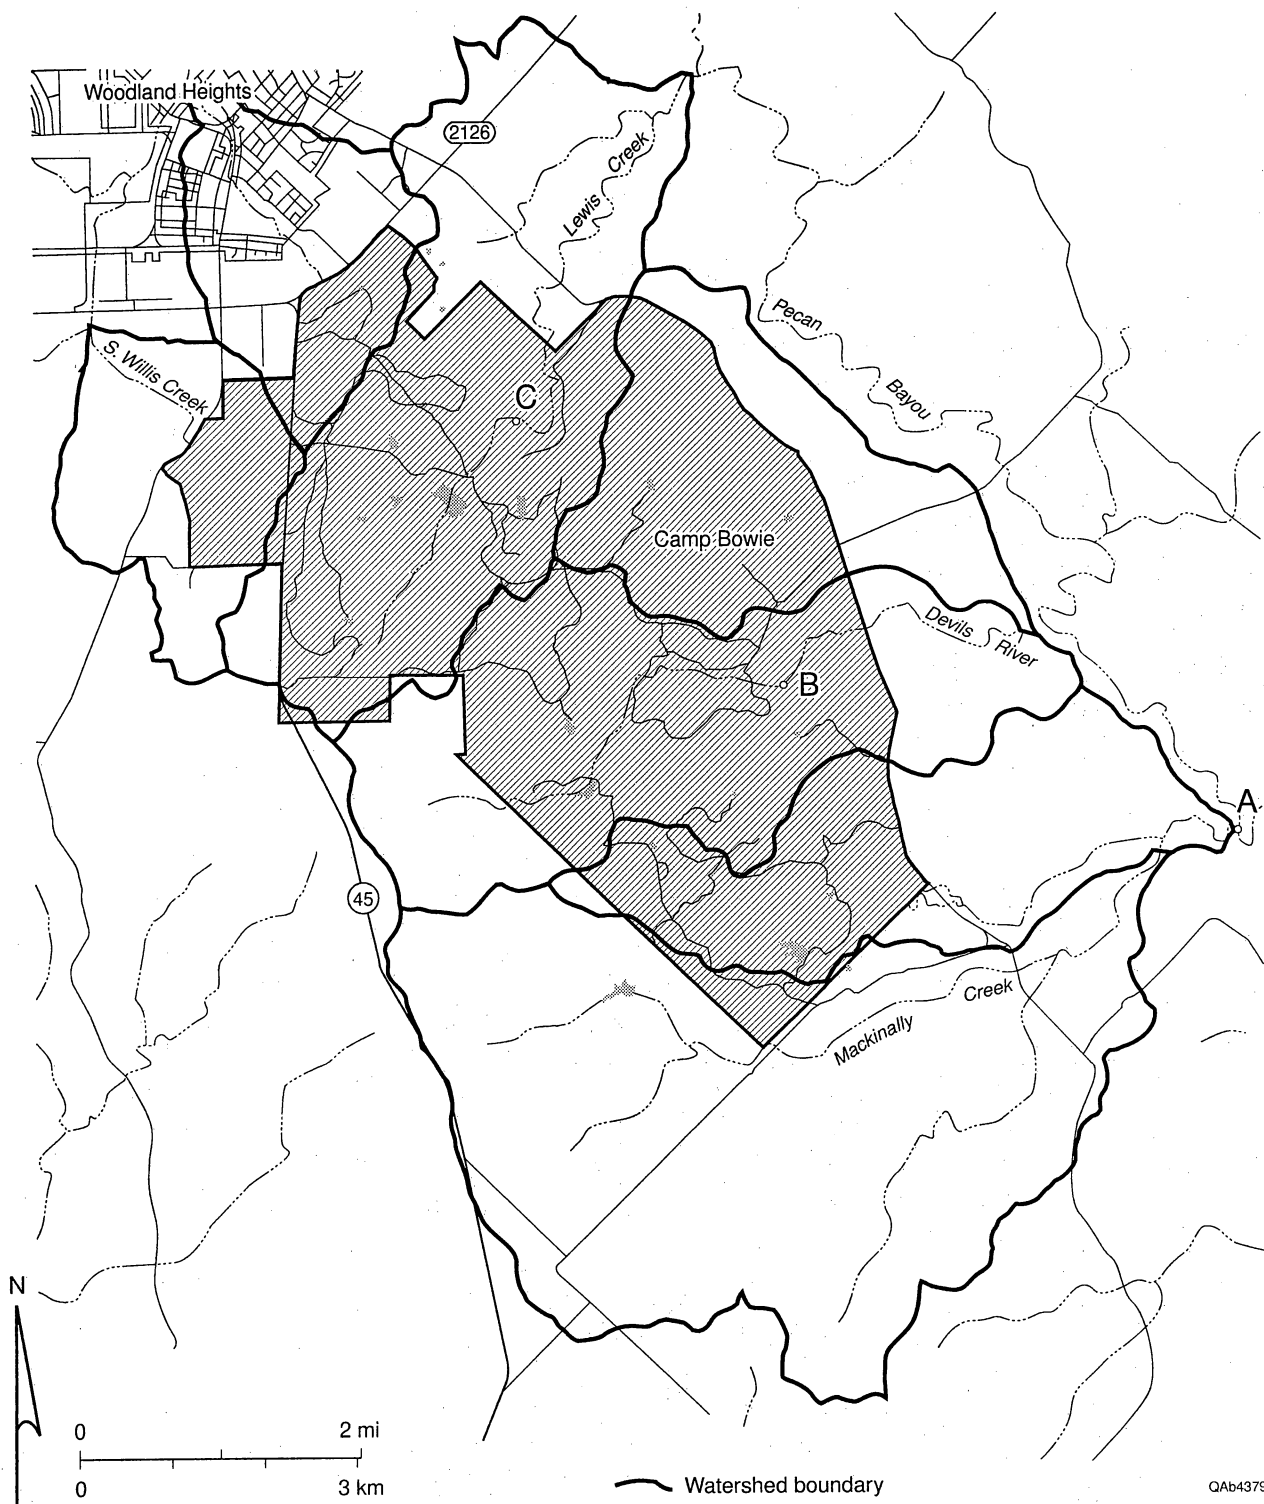 Woodland Heights
2126
Lewis Creek
Pecan
Bayou
S. Willis Creek
C
Camp Bowie
Devils
River
B
A
45
Creek
Mackinally
N
0 2 mi
0 3 km
Watershed boundary
QAb4379